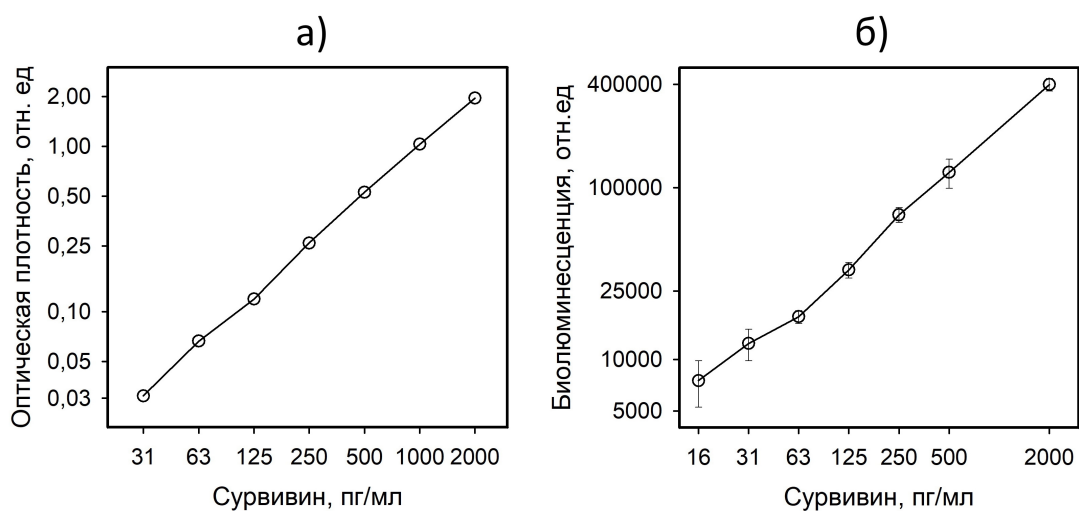 а)
Оптическая плотность, отн. ед
2,00
1,00
0,50
0,25
0,10
0,05
0,03
31 63 125 250 500 1000 2000
Сурвивин, пг/мл
б)
Биолюминесценция, отн.ед
400000
100000
25000
10000
5000
16 31 63 125 250 500 2000
Сурвивин, пг/мл